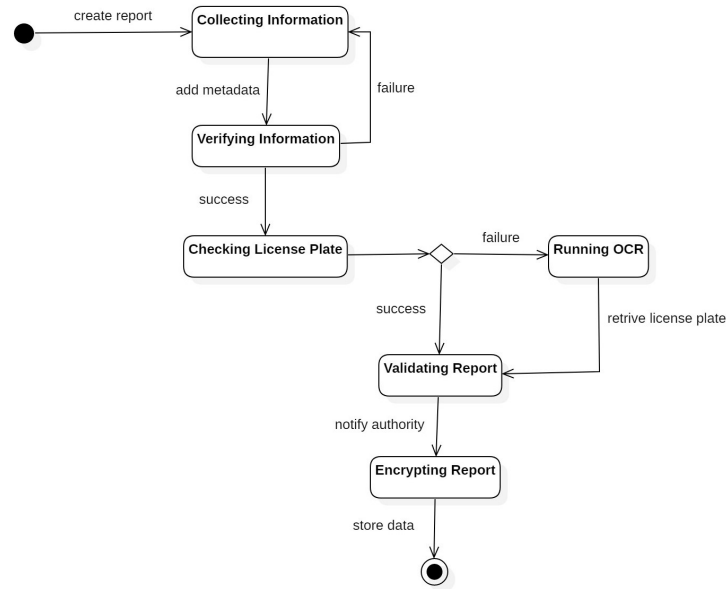 create report
Collecting Information
add metadata
failure
Verifying Information
success
Checking License Plate
failure
Running OCR
success
retrive license plate
Validating Report
notify authority
Encrypting Report
store data